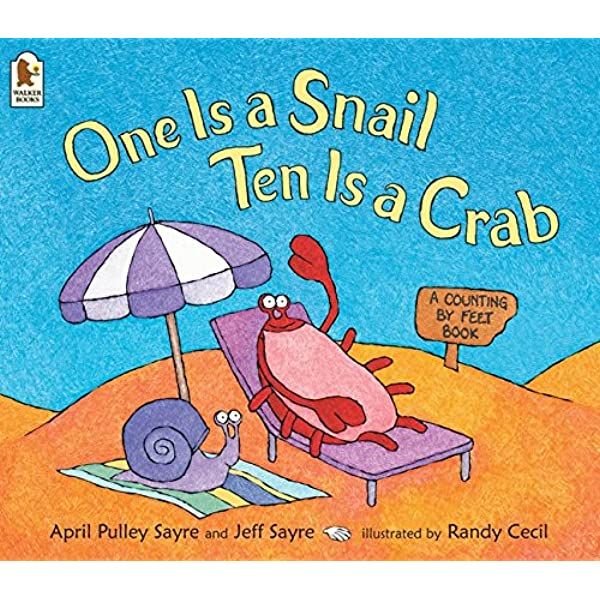 WALKER
BOOKS
One Is a Snail
Ten Is a Crab
A COUNTING
BY FEET
BOOK
April Pulley Sayre and Jeff Sayre illustrated by Randy Cecil